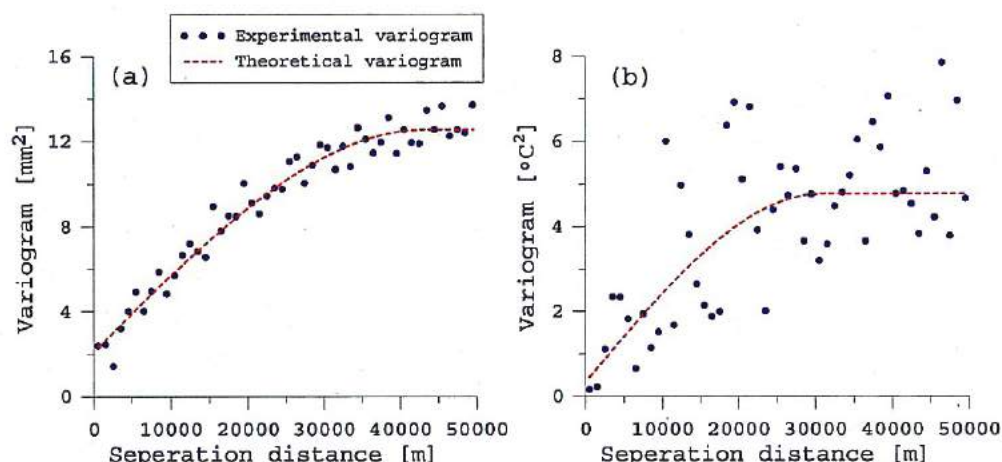 Experimental variogram
Theoretical variogram
(a)
Variogram [mm²]
16
12
8
4
0
0 10000 20000 30000 40000 50000
Seperation distance [m]
(b)
Variogram [°C²]
8
6
4
2
0
0 10000 20000 30000 40000 50000
Seperation distance [m]